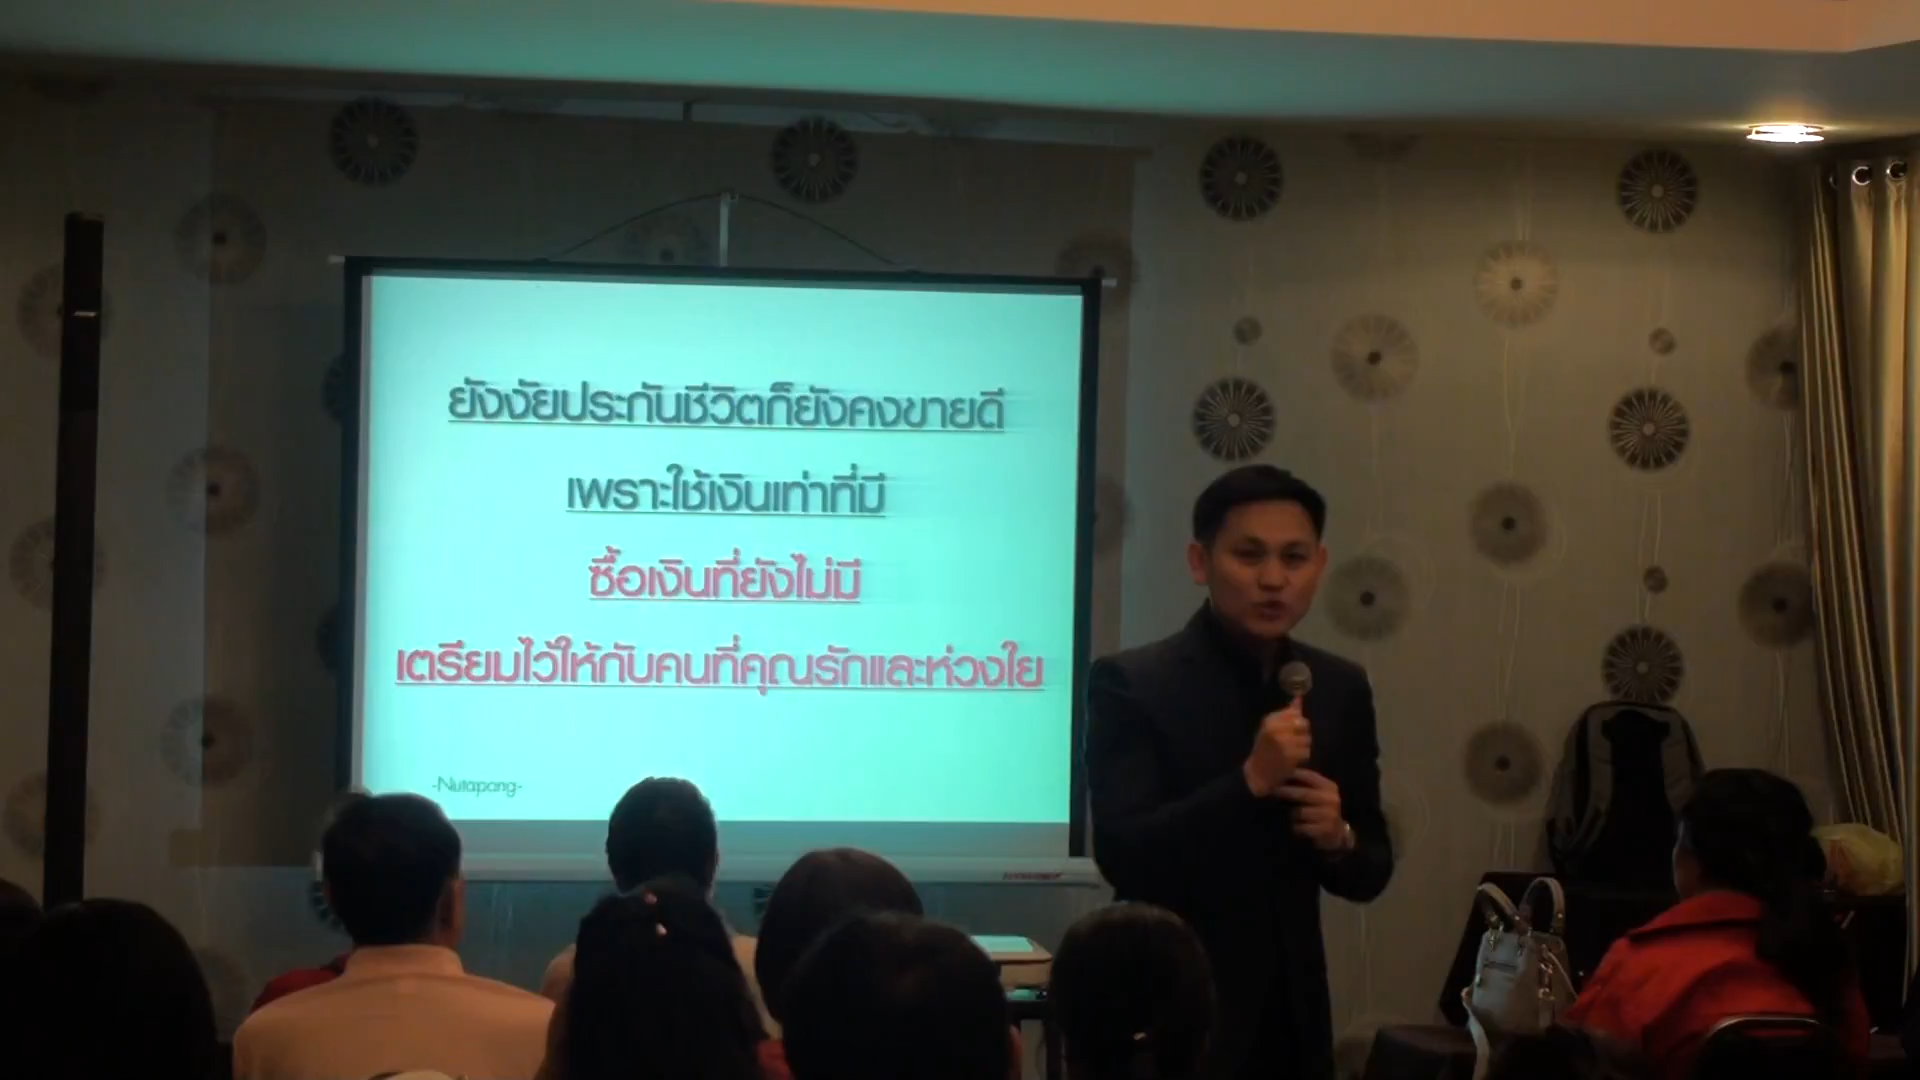 ยังงัยประกันชีวิตก็ยังคงขายดี
เพราะใช้เงินเท่าที่มี
ซื้อเงินที่ยังไม่มี
เตรียมไว้ให้กับคนที่คุณรักและห่วงใย
-Nutapong-